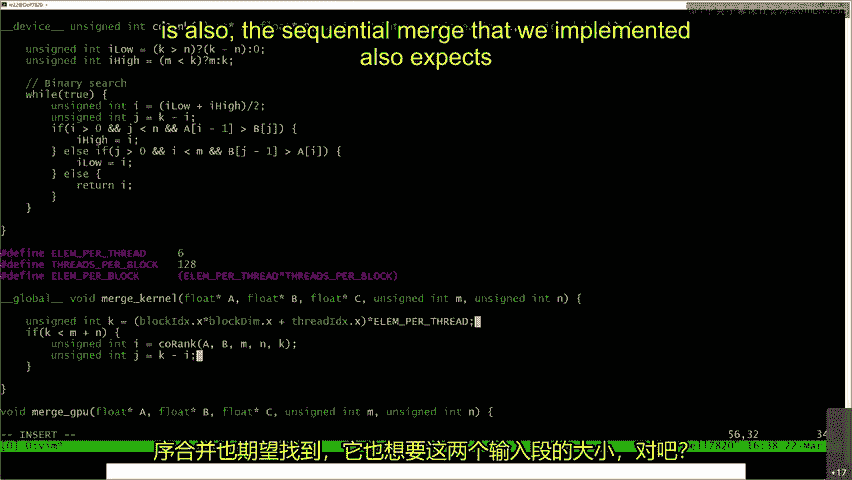 is also, the sequential merge that we implemented
also expects
__device__ unsigned int
unsigned int iLow = (k > n)?(k - n):0;
unsigned int iHigh = (m < k)?m:k;
// Binary search
while(true) {
unsigned int i = (iLow + iHigh)/2;
unsigned int j = k - i;
if(i > 0 && j < n && A[i - 1] > B[j]) {
iHigh = i;
} else if(j > 0 && i < m && B[j - 1] > A[i]) {
iLow = i;
} else {
return i;
}
}
}
#define ELEM_PER_THREAD 6
#define THREADS_PER_BLOCK 128
#define ELEM_PER_BLOCK (ELEM_PER_THREAD*THREADS_PER_BLOCK)
__global__ void merge_kernel(float* A, float* B, float* C, unsigned int m, unsigned int n) {
unsigned int k = (blockIdx.x*blockDim.x + threadIdx.x)*ELEM_PER_THREAD;
if(k < m + n) {
unsigned int i = coRank(A, B, m, n, k);
unsigned int j = k - i;
}
}
void merge_gpu(float* A, float* B, float* C, unsigned int m, unsigned int n) {
-- INSERT -- 56,32 34
序合并也期望找到，它也想要这两个输入段的大小，对吧？